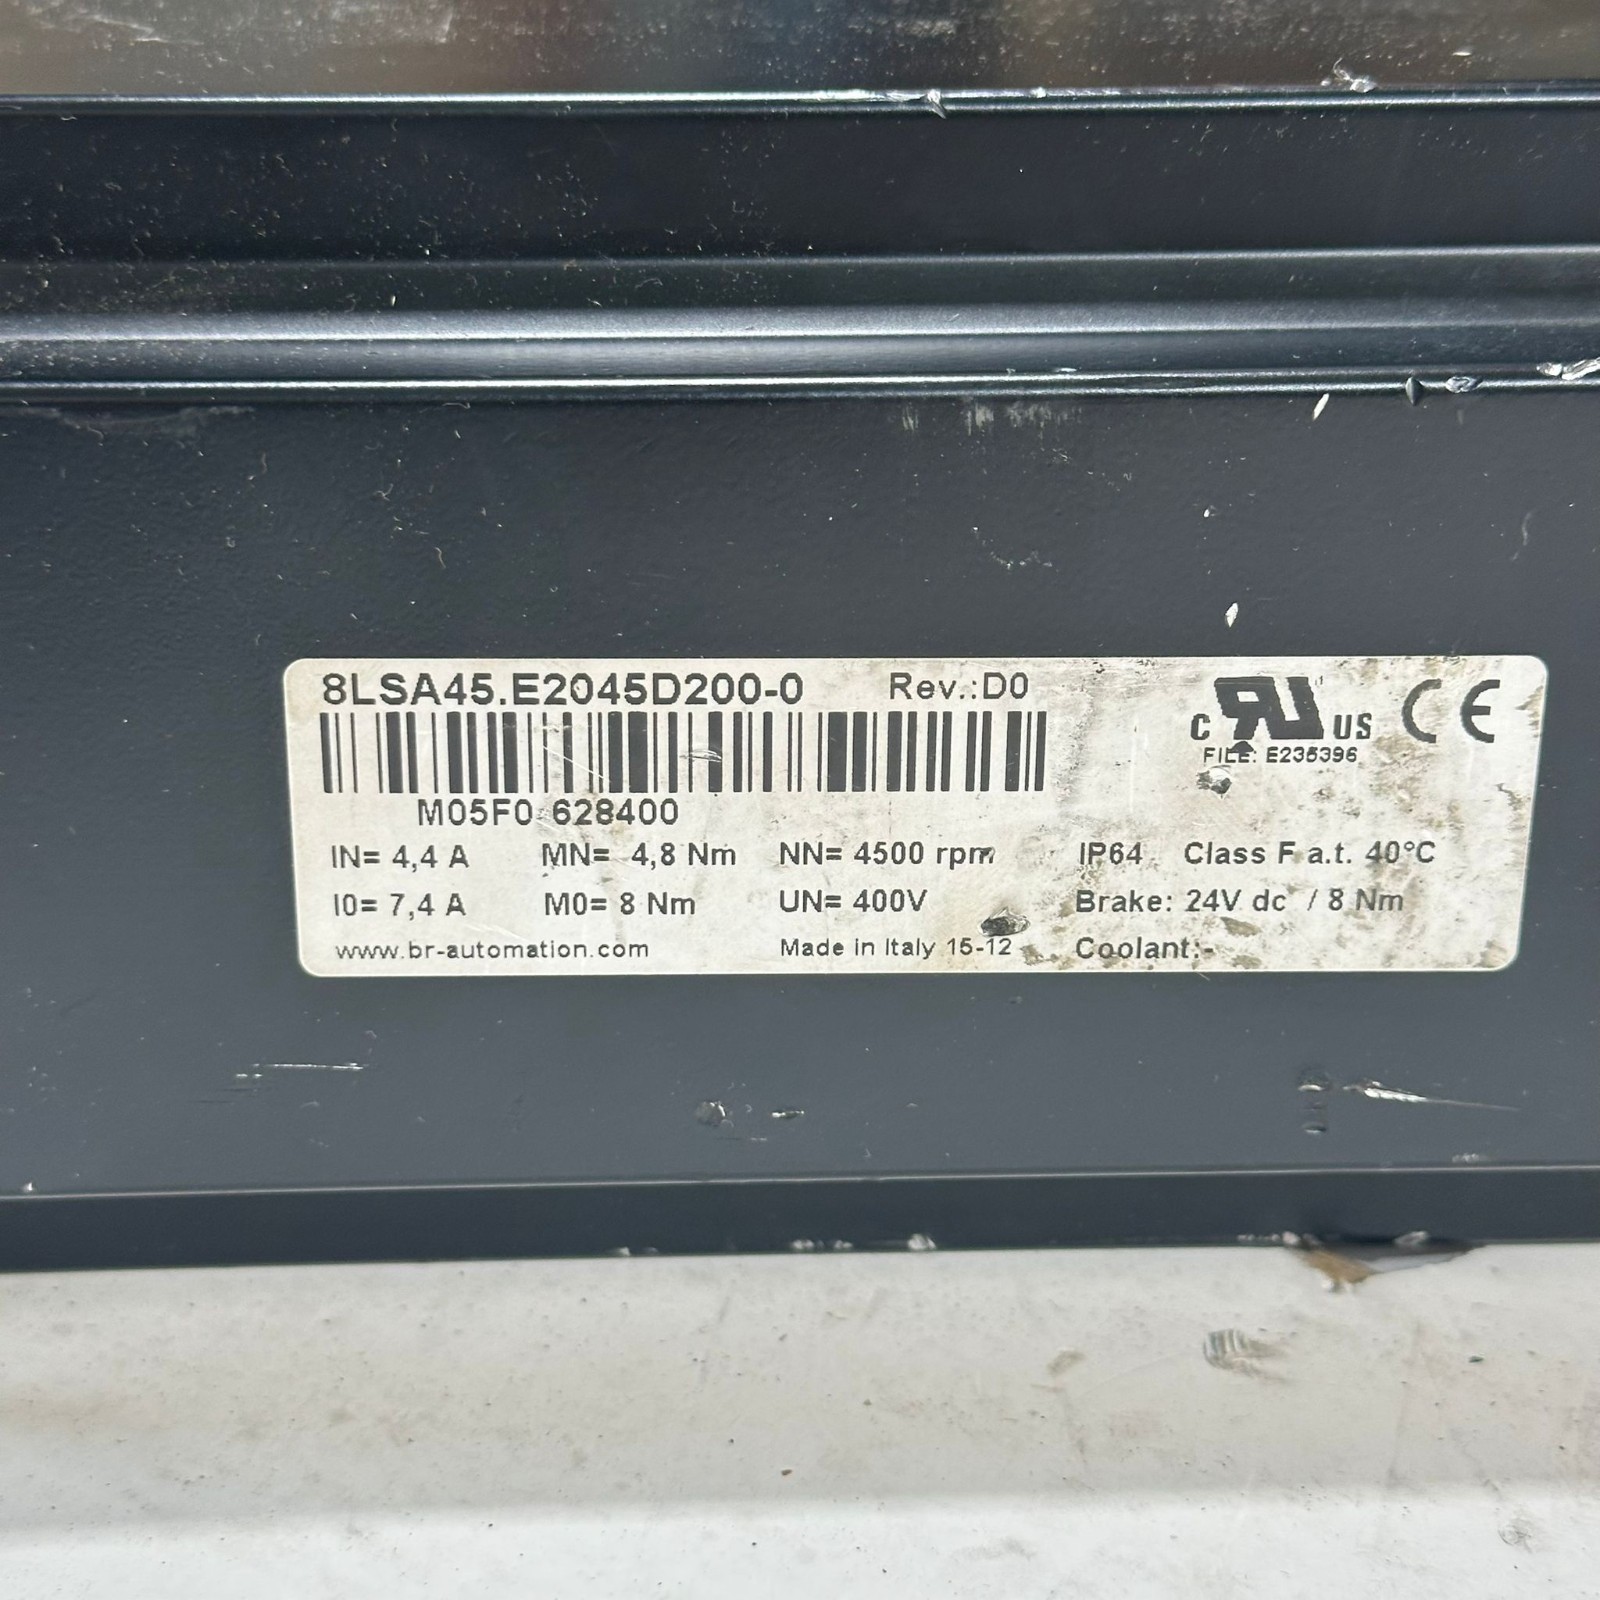 8LSA45.E2045D200-0 Rev.:D0
M05F0 628400
C RU US CE
FILE: E235396
IN= 4,4 A MN= 4,8 Nm NN= 4500 rpm IP64 Class F a.t. 40°C
I0= 7,4 A M0= 8 Nm UN= 400V Brake: 24V dc / 8 Nm
www.br-automation.com Made in Italy 15-12 Coolant:-